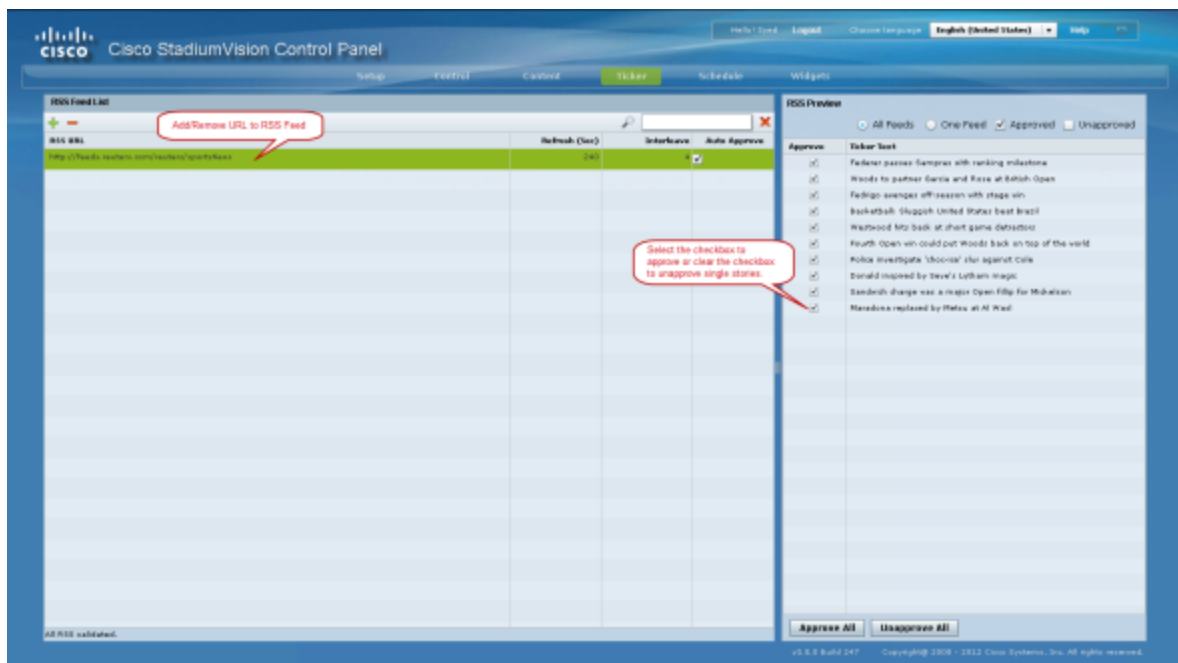 CISCO Cisco StadiumVision Control Panel
Logout Choose language English (United States) Help
Setup Control Content Ticker Schedule Widgets
RSS Feed List
Add/Remove URL to RSS Feed
RSS URL Refresh (Sec) Interleave Auto Approve
http://feeds.reuters.com/reuters/sportsNews 240 4
RSS Preview
All Feeds One Feed Approved Unapproved
Approve Ticker Text
Federer passes Sampras with ranking milestone
Woods to partner Garcia and Rose at British Open
Fedrigo avenges off-season with stage win
Basketball: Sluggish United States beat Brazil
Westwood hits back at short game detractors
Fourth Open win could put Woods back on top of the world
Police investigate 'choc-ice' slur against Cole
Donald inspired by Seve's Lytham magic
Sandwich change was a major Open fillip for Mickelson
Maradona replaced by Metsu at Al Wasl
Select the checkbox to
approve or clear the checkbox
to unapprove single stories.
Approve All Unapprove All
All RSS validated.
Build 247 Copyright@ 2008 - 2012 Cisco Systems, Inc. All rights reserved.